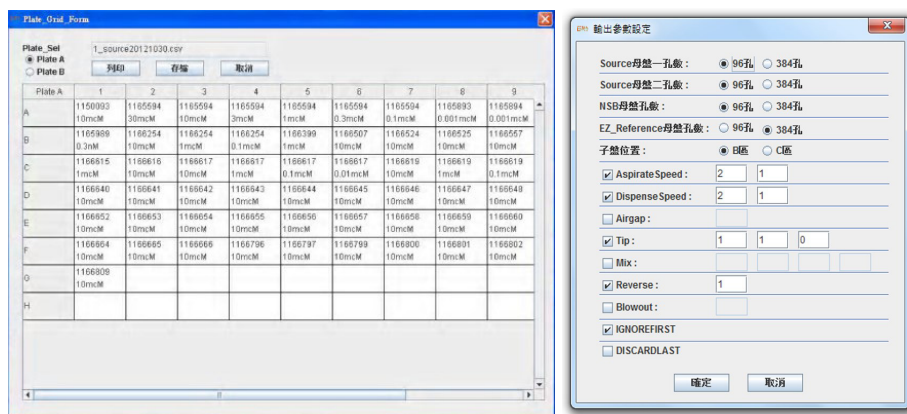 Plate_Grid_Form
Plate_Sel 1_source20121030.csv
Plate A
Plate B
列印 存檔 取消
Plate A 1 2 3 4 5 6 7 8 9
A 1150093 1165594 1165594 1165594 1165594 1165594 1165594 1165893 1165894
10mcM 30mcM 10mcM 3mcM 1mcM 0.3mcM 0.1mcM 0.001mcM 0.001mcM
B 1165989 1166254 1166254 1166254 1166399 1166507 1166524 1166525 1166557
0.3nM 10mcM 1mcM 0.1mcM 1mcM 10mcM 10mcM 10mcM 10mcM
C 1166615 1166616 1166617 1166617 1166617 1166617 1166619 1166619 1166619
1mcM 10mcM 10mcM 1mcM 0.1mcM 0.01mcM 10mcM 1mcM 0.1mcM
D 1166640 1166641 1166642 1166643 1166644 1166645 1166646 1166647 1166648
10mcM 10mcM 10mcM 10mcM 10mcM 10mcM 10mcM 10mcM 10mcM
E 1166652 1166653 1166654 1166655 1166656 1166657 1166658 1166659 1166660
10mcM 10mcM 10mcM 10mcM 10mcM 10mcM 10mcM 10mcM 10mcM
F 1166664 1166665 1166666 1166796 1166797 1166799 1166800 1166801 1166802
10mcM 10mcM 10mcM 10mcM 10mcM 10mcM 10mcM 10mcM 10mcM
G 1166809
10mcM
H
輸出參數設定
Source母盤一孔數： 96孔 384孔
Source母盤二孔數： 96孔 384孔
NSB母盤孔數： 96孔 384孔
EZ_Reference母盤孔數： 96孔 384孔
子盤位置： B區 C區
AspirateSpeed： 2 1
DispenseSpeed： 2 1
Airgap：
Tip： 1 1 0
Mix：
Reverse： 1
Blowout：
IGNOREFIRST
DISCARDLAST
確定 取消